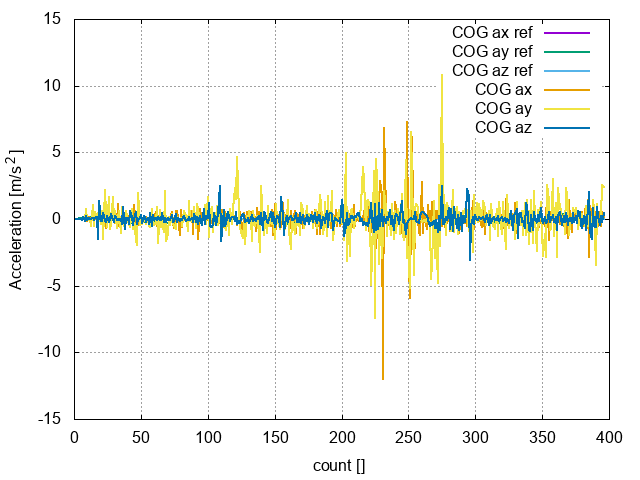 COG ax ref
COG ay ref
COG az ref
COG ax
COG ay
COG az
15
10
5
0
-5
-10
-15
Acceleration [m/s²]
0 50 100 150 200 250 300 350 400
count []